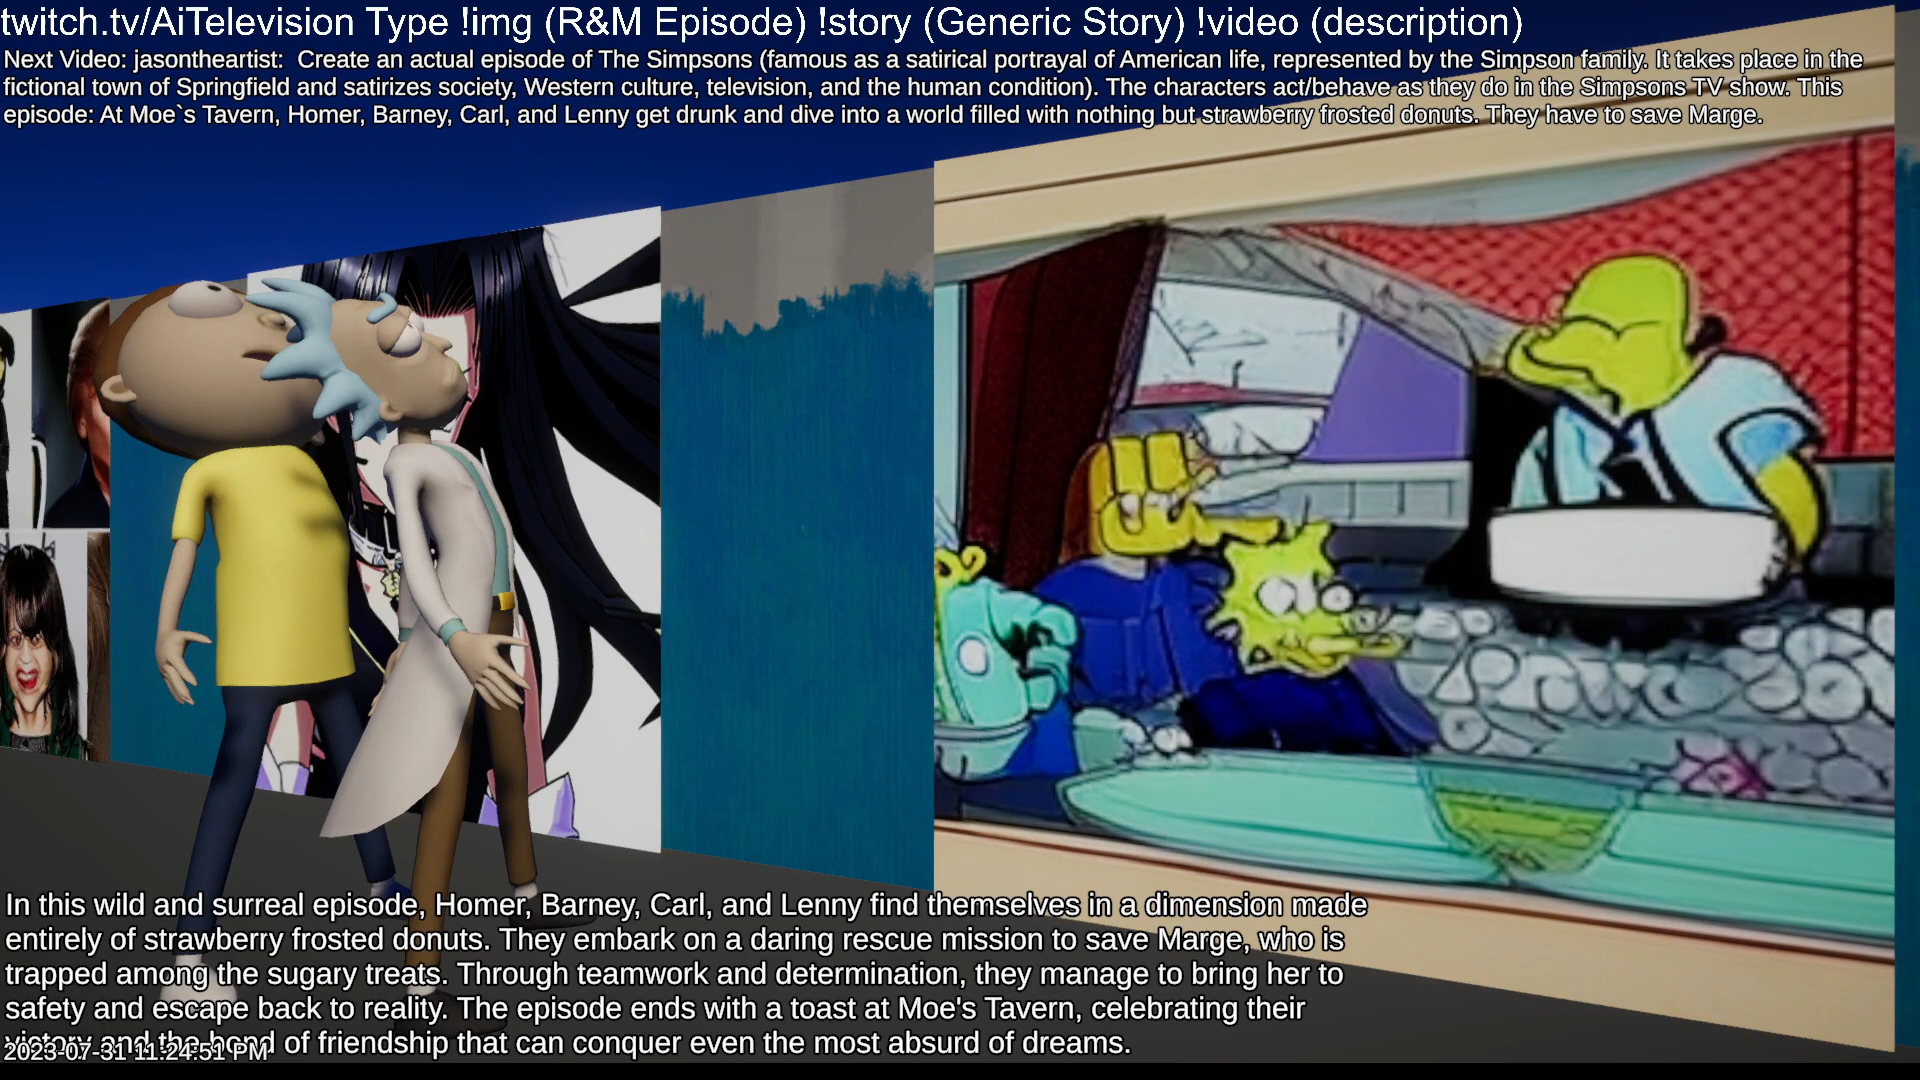 twitch.tv/AiTelevision Type !img (R&M Episode) !story (Generic Story) !video (description)
Next Video: jasontheartist:  Create an actual episode of The Simpsons (famous as a satirical portrayal of American life, represented by the Simpson family. It takes place in the
fictional town of Springfield and satirizes society, Western culture, television, and the human condition). The characters act/behave as they do in the Simpsons TV show. This
episode: At Moe`s Tavern, Homer, Barney, Carl, and Lenny get drunk and dive into a world filled with nothing but strawberry frosted donuts. They have to save Marge.
In this wild and surreal episode, Homer, Barney, Carl, and Lenny find themselves in a dimension made
entirely of strawberry frosted donuts. They embark on a daring rescue mission to save Marge, who is
trapped among the sugary treats. Through teamwork and determination, they manage to bring her to
safety and escape back to reality. The episode ends with a toast at Moe's Tavern, celebrating their
victory and the bond of friendship that can conquer even the most absurd of dreams.
2023-07-31 11:24:51 PM